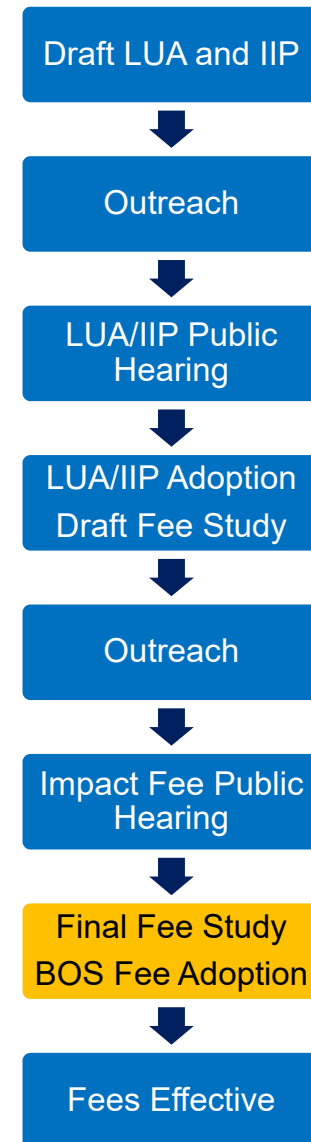 Draft LUA and IIP
Outreach
LUA/IIP Public
Hearing
LUA/IIP Adoption
Draft Fee Study
Outreach
Impact Fee Public
Hearing
Final Fee Study
BOS Fee Adoption
Fees Effective